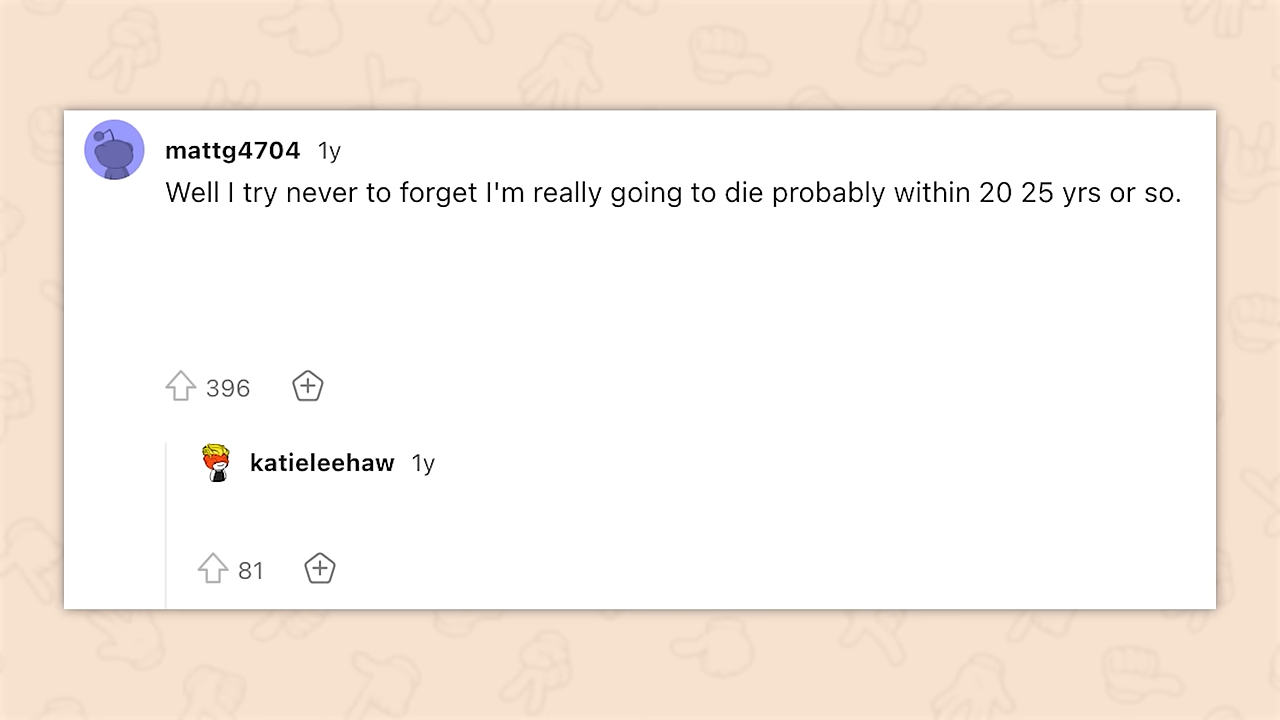 mattg4704 1y
Well I try never to forget I'm really going to die probably within 20 25 yrs or so.
396
katieleehaw 1y
81